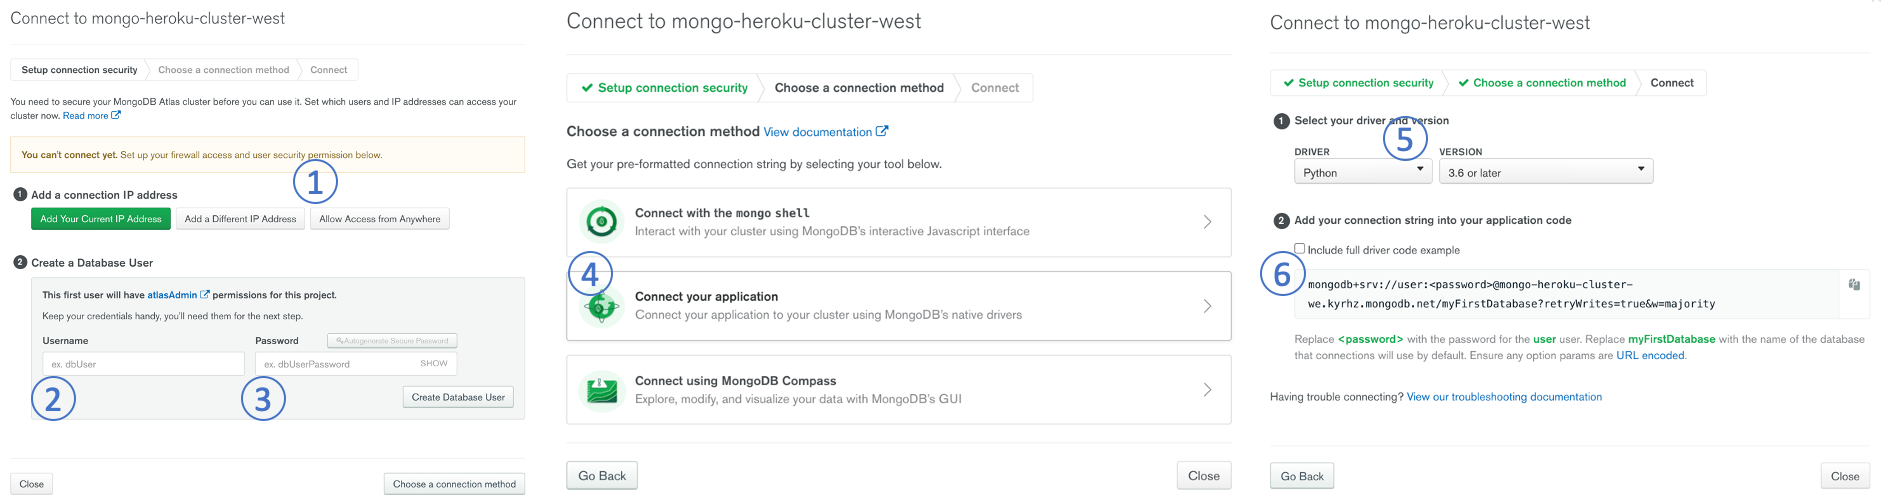 Connect to mongo-heroku-cluster-west
Setup connection security
Choose a connection method
Connect
You need to secure your MongoDB Atlas cluster before you can use it. Set which users and IP addresses can access your
cluster now. Read more
You can't connect yet. Set up your firewall access and user security permission below.
1
1 Add a connection IP address
Add Your Current IP Address
Add a Different IP Address
Allow Access from Anywhere
2 Create a Database User
This first user will have atlasAdmin permissions for this project.
Keep your credentials handy, you'll need them for the next step.
Username
Password
Autogenerate Secure Password
ex. dbUser
ex. dbUserPassword
SHOW
2
3
Create Database User
Close
Choose a connection method
Connect to mongo-heroku-cluster-west
Setup connection security
Choose a connection method
Connect
Choose a connection method View documentation
Get your pre-formatted connection string by selecting your tool below.
Connect with the mongo shell
Interact with your cluster using MongoDB's interactive Javascript interface
4
Connect your application
Connect your application to your cluster using MongoDB's native drivers
Connect using MongoDB Compass
Explore, modify, and visualize your data with MongoDB's GUI
Go Back
Close
Connect to mongo-heroku-cluster-west
Setup connection security
Choose a connection method
Connect
1 Select your driver and version
5
DRIVER
VERSION
Python
3.6 or later
2 Add your connection string into your application code
Include full driver code example
6
mongodb+srv://user:<password>@mongo-heroku-cluster-
we.kyrhz.mongodb.net/myFirstDatabase?retryWrites=true&w=majority
Replace <password> with the password for the user user. Replace myFirstDatabase with the name of the database
that connections will use by default. Ensure any option params are URL encoded.
Having trouble connecting? View our troubleshooting documentation
Go Back
Close